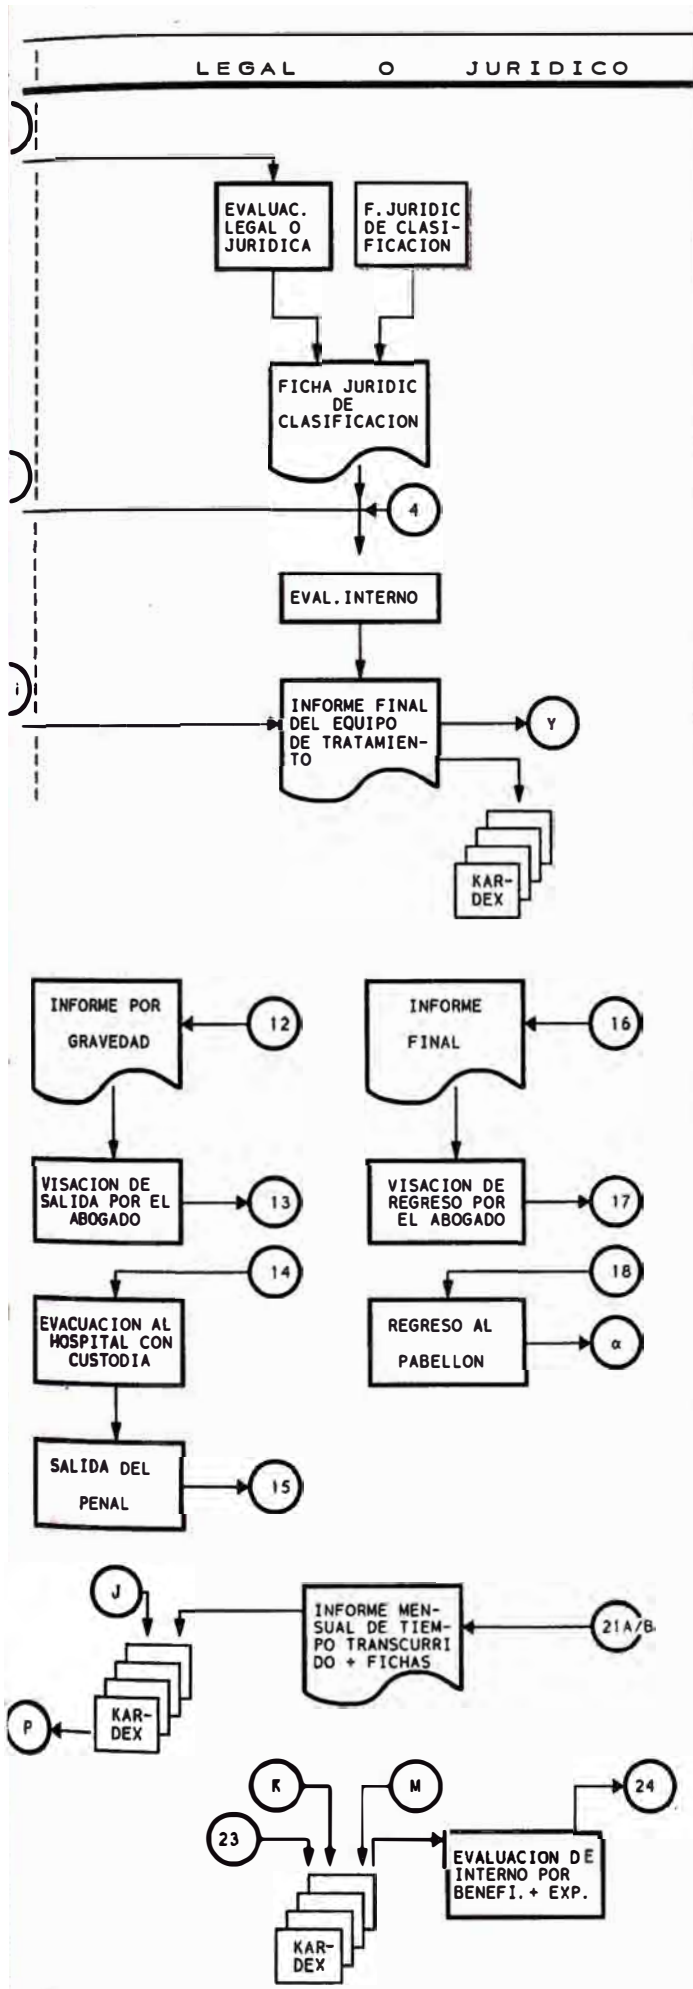 LEGAL O JURIDICO
EVALUAC.
LEGAL O
JURIDICA
F.JURIDIC
DE CLASI-
FICACION
FICHA JURIDIC
DE
CLASIFICACION
4
EVAL.INTERNO
i
INFORME FINAL
DEL EQUIPO
DE TRATAMIEN-
TO
Y
KAR-
DEX
INFORME POR
GRAVEDAD
12
INFORME
FINAL
16
VISACION DE
SALIDA POR EL
ABOGADO
13
VISACION DE
REGRESO POR
EL ABOGADO
17
14
18
EVACUACION AL
HOSPITAL CON
CUSTODIA
REGRESO AL
PABELLON
α
SALIDA DEL
PENAL
15
J
INFORME MEN-
SUAL DE TIEM-
PO TRANSCURRI
DO + FICHAS
21A/B
KAR-
DEX
P
K
M
24
23
EVALUACION DE
INTERNO POR
BENEFI. + EXP.
KAR-
DEX